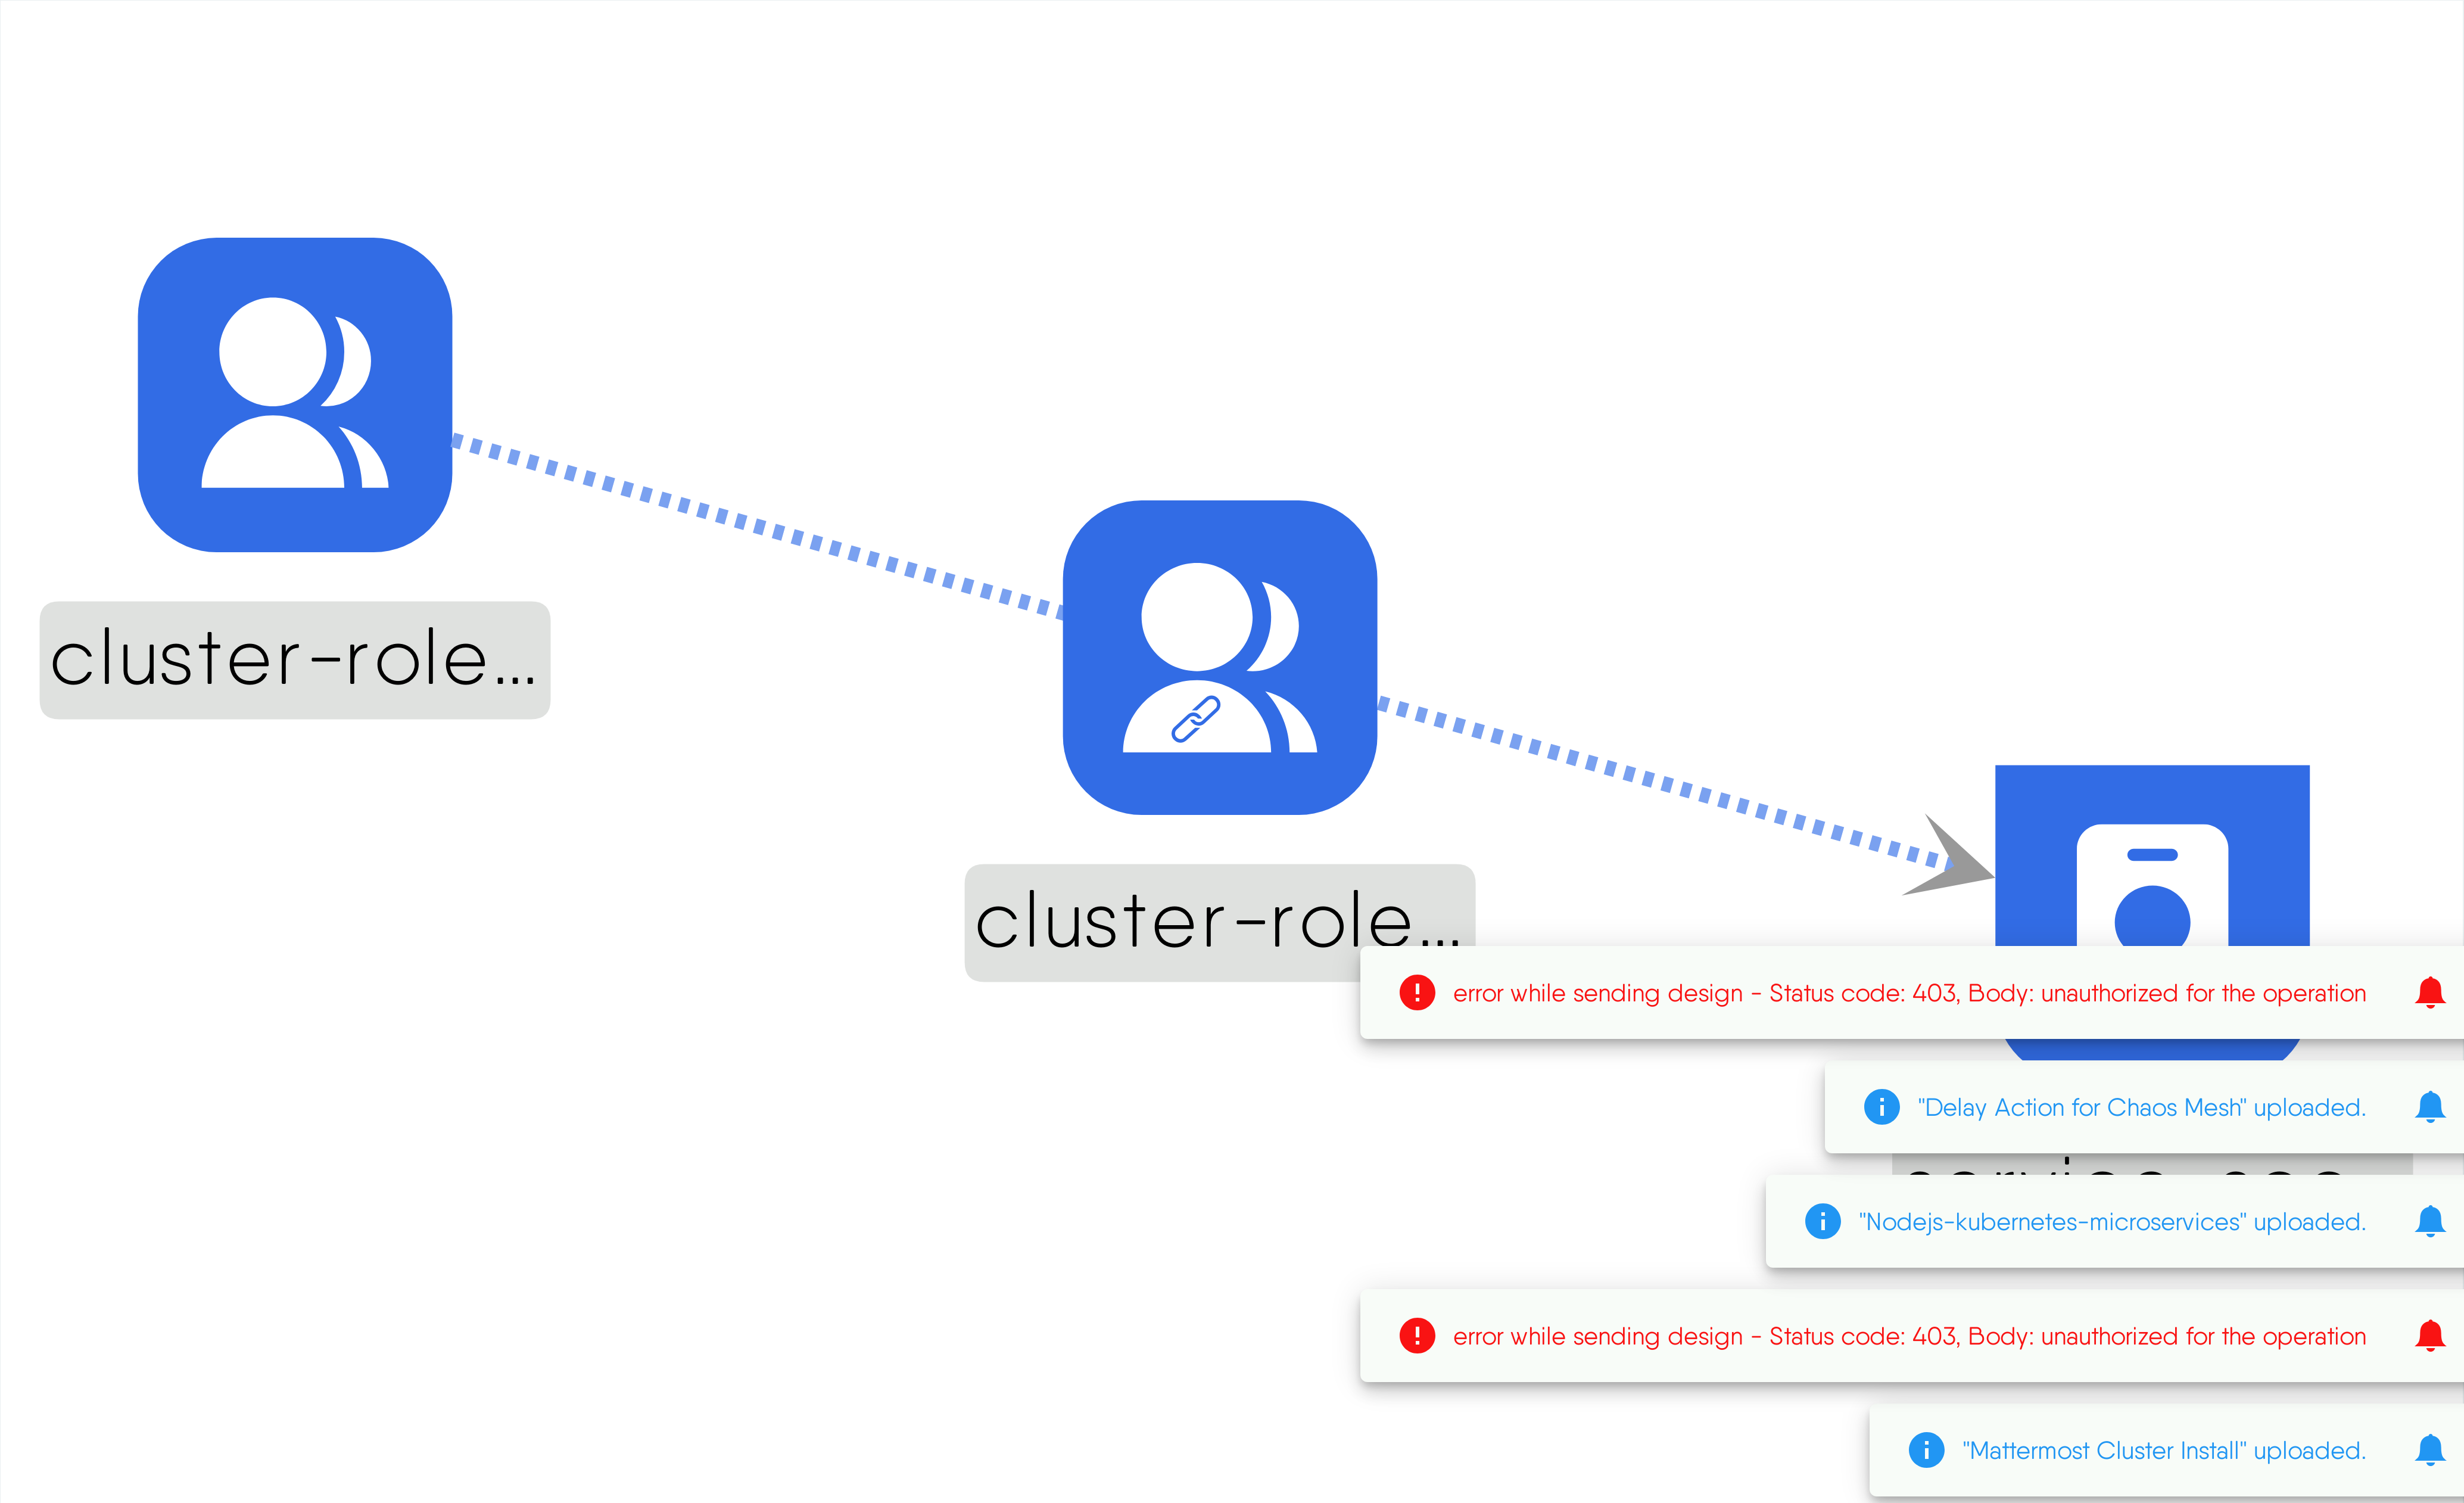 cluster-role...
cluster-role...
error while sending design - Status code: 403, Body: unauthorized for the operation
"Delay Action for Chaos Mesh" uploaded.
"Nodejs-kubernetes-microservices" uploaded.
error while sending design - Status code: 403, Body: unauthorized for the operation
"Mattermost Cluster Install" uploaded.